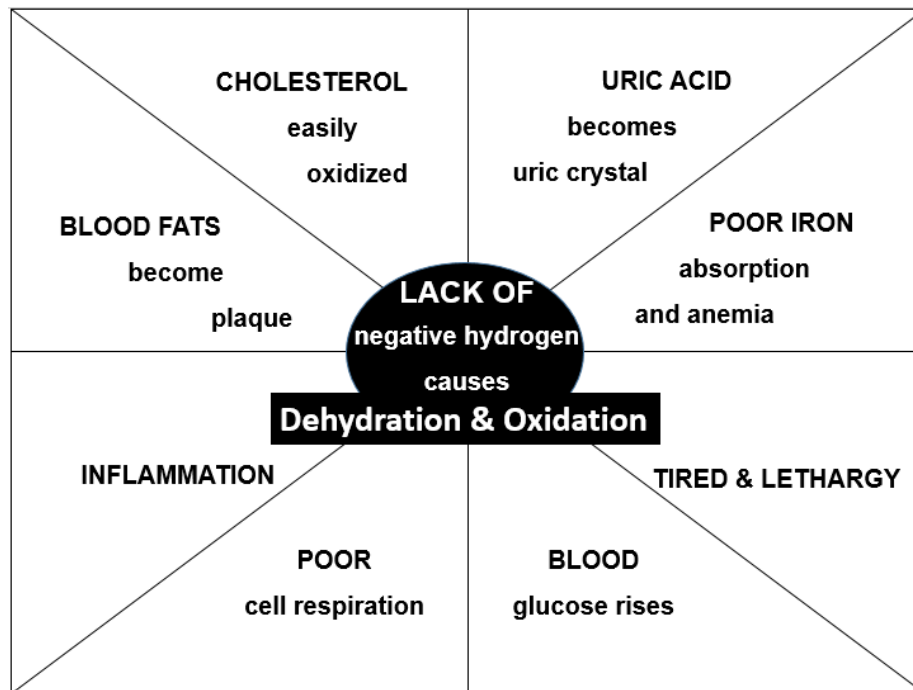 CHOLESTEROL
easily
oxidized
URIC ACID
becomes
uric crystal
BLOOD FATS
become
plaque
POOR IRON
absorption
and anemia
LACK OF
negative hydrogen
causes
Dehydration & Oxidation
INFLAMMATION
TIRED & LETHARGY
POOR
cell respiration
BLOOD
glucose rises